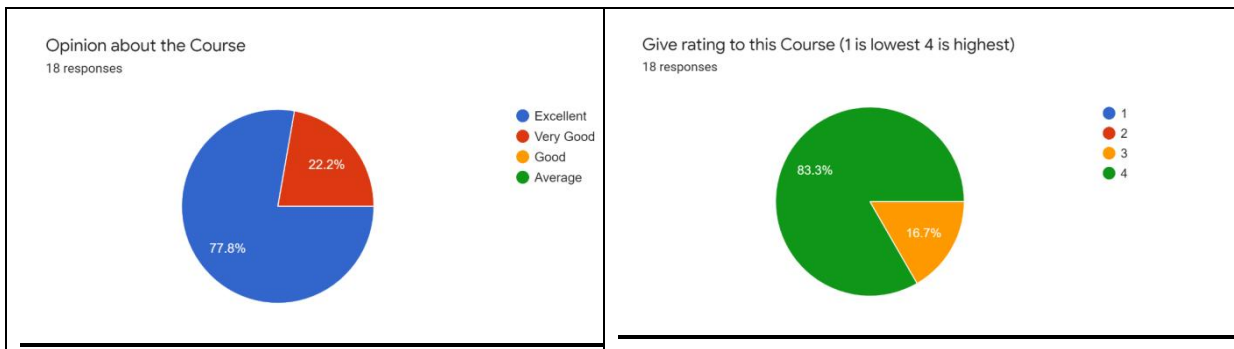 Opinion about the Course
18 responses
Excellent
Very Good
Good
Average
22.2%
77.8%
Give rating to this Course (1 is lowest 4 is highest)
18 responses
1
2
3
4
83.3%
16.7%